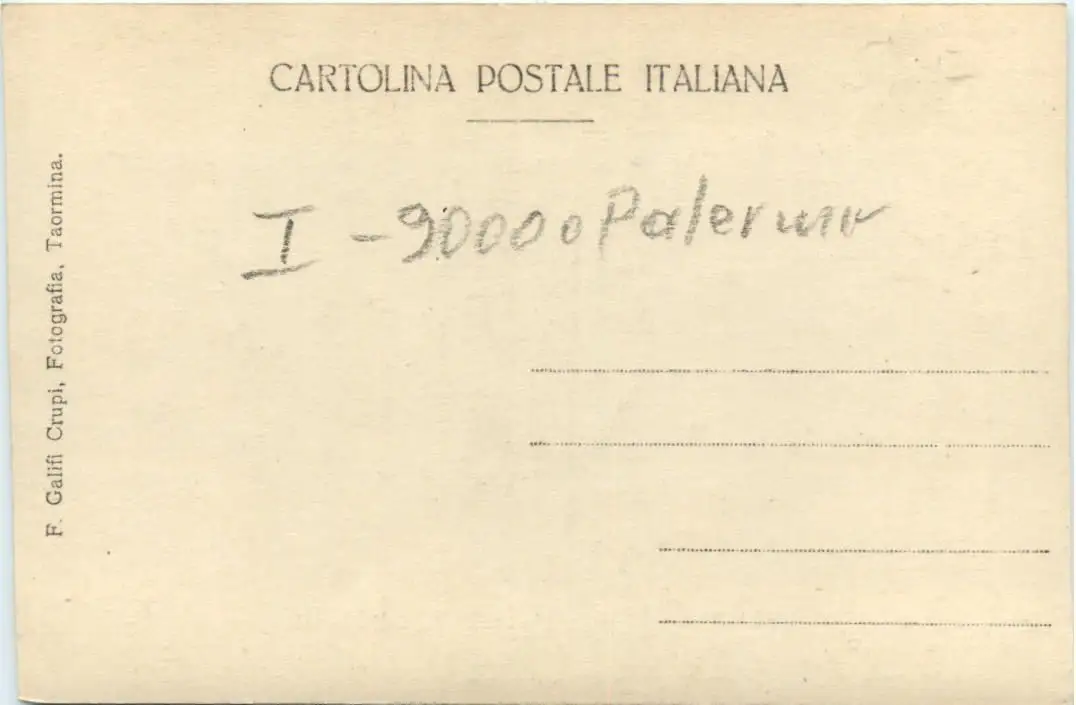 CARTOLINA POSTALE ITALIANA
I - 90000 Palermo
F. Galifi Crupi, Fotografia, Taormina.